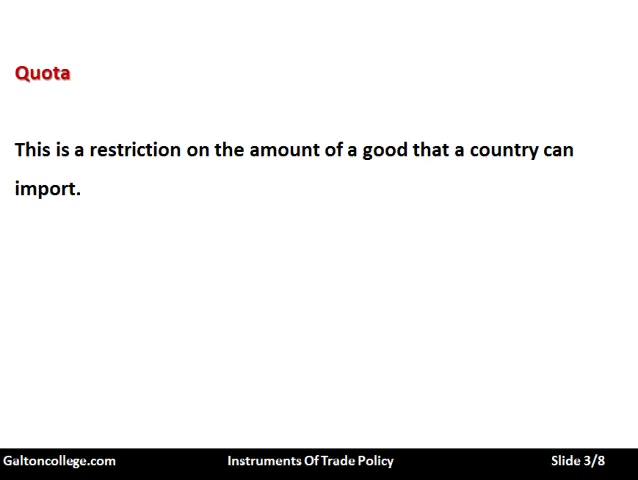 Quota
This is a restriction on the amount of a good that a country can
import.
Galtoncollege.com Instruments Of Trade Policy Slide 3/8